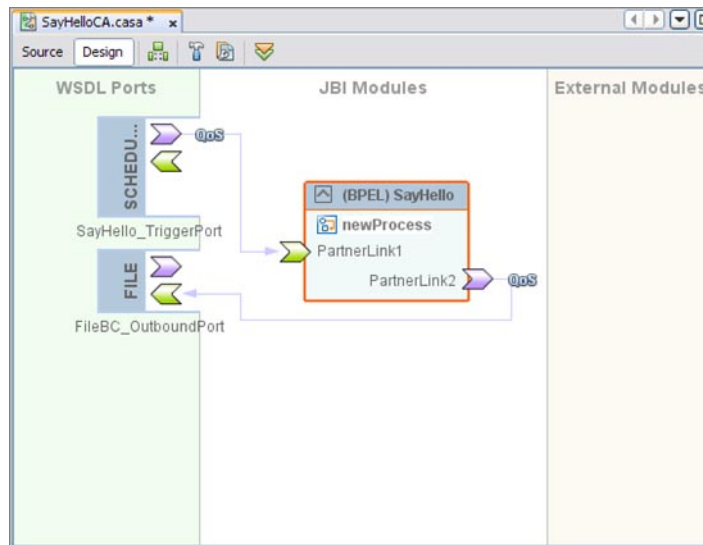 SayHelloCA.casa * x
Source Design
WSDL Ports JBI Modules External Modules
SCHEDU... QoS
SayHello_TriggerPort
(BPEL) SayHello
newProcess
PartnerLink1
PartnerLink2 QoS
FILE
FileBC_OutboundPort